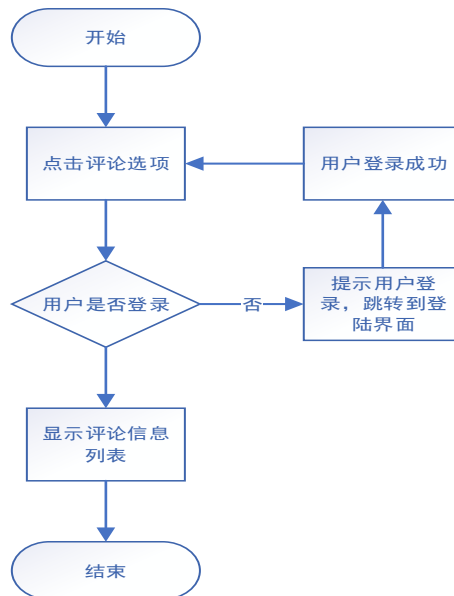 开始
点击评论选项
用户登录成功
用户是否登录
否
提示用户登
录，跳转到登
陆界面
显示评论信息
列表
结束